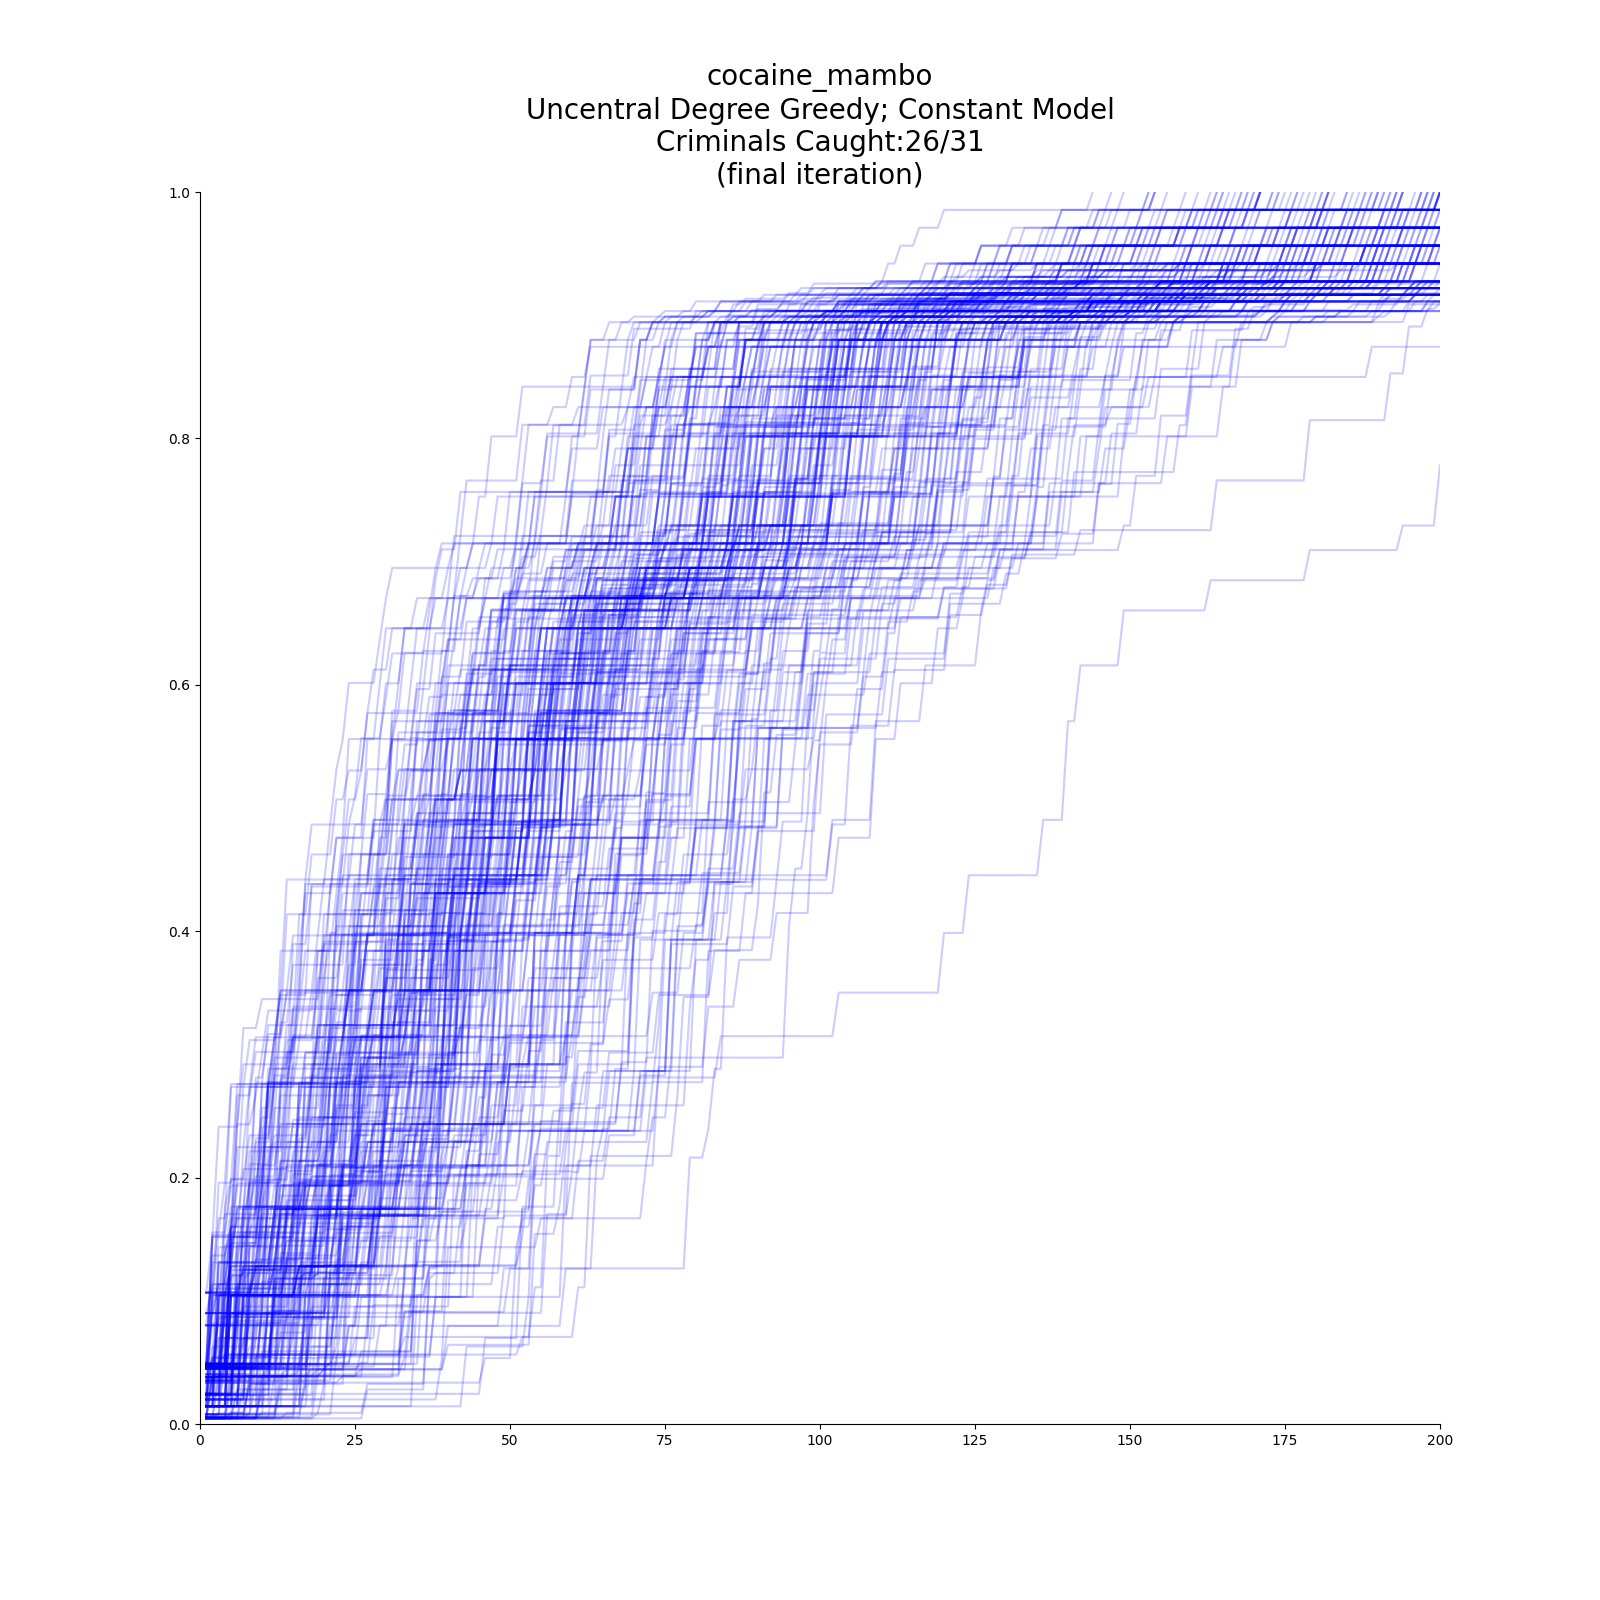 cocaine_mambo
Uncentral Degree Greedy; Constant Model
Criminals Caught:26/31
(final iteration)
1.0
0.8
0.6
0.4
0.2
0.0
0 25 50 75 100 125 150 175 200